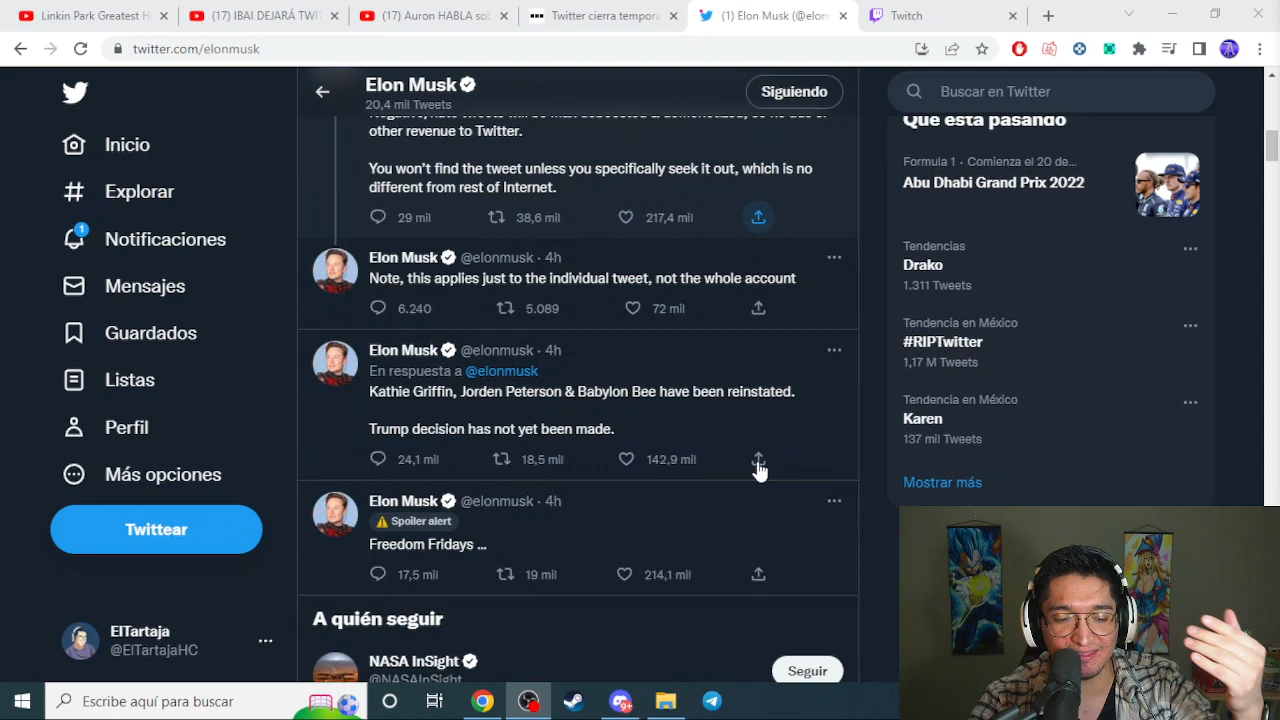 Linkin Park Greatest H
(17) IBAI DEJARÁ TWIT
(17) Auron HABLA sob
Twitter cierra tempora
(1) Elon Musk (@elonm
Twitch
twitter.com/elonmusk
Elon Musk
20,4 mil Tweets
Siguiendo
Buscar en Twitter
Inicio
Explorar
1
Notificaciones
Mensajes
Guardados
Listas
Perfil
Más opciones
Twittear
ElTartaja
@ElTartajaHC
other revenue to Twitter.
You won’t find the tweet unless you specifically seek it out, which is no
different from rest of Internet.
29 mil 38,6 mil 217,4 mil
Elon Musk @elonmusk · 4h
Note, this applies just to the individual tweet, not the whole account
6.240 5.089 72 mil
Elon Musk @elonmusk · 4h
En respuesta a @elonmusk
Kathie Griffin, Jorden Peterson & Babylon Bee have been reinstated.
Trump decision has not yet been made.
24,1 mil 18,5 mil 142,9 mil
Elon Musk @elonmusk · 4h
Spoiler alert
Freedom Fridays ...
17,5 mil 19 mil 214,1 mil
A quién seguir
NASA InSight
@NASAInSight
Seguir
Qué está pasando
Formula 1 · Comienza el 20 de...
Abu Dhabi Grand Prix 2022
Tendencias
Drako
1.311 Tweets
Tendencia en México
#RIPTwitter
1,17 M Tweets
Tendencia en México
Karen
137 mil Tweets
Mostrar más
Escribe aquí para buscar
9+